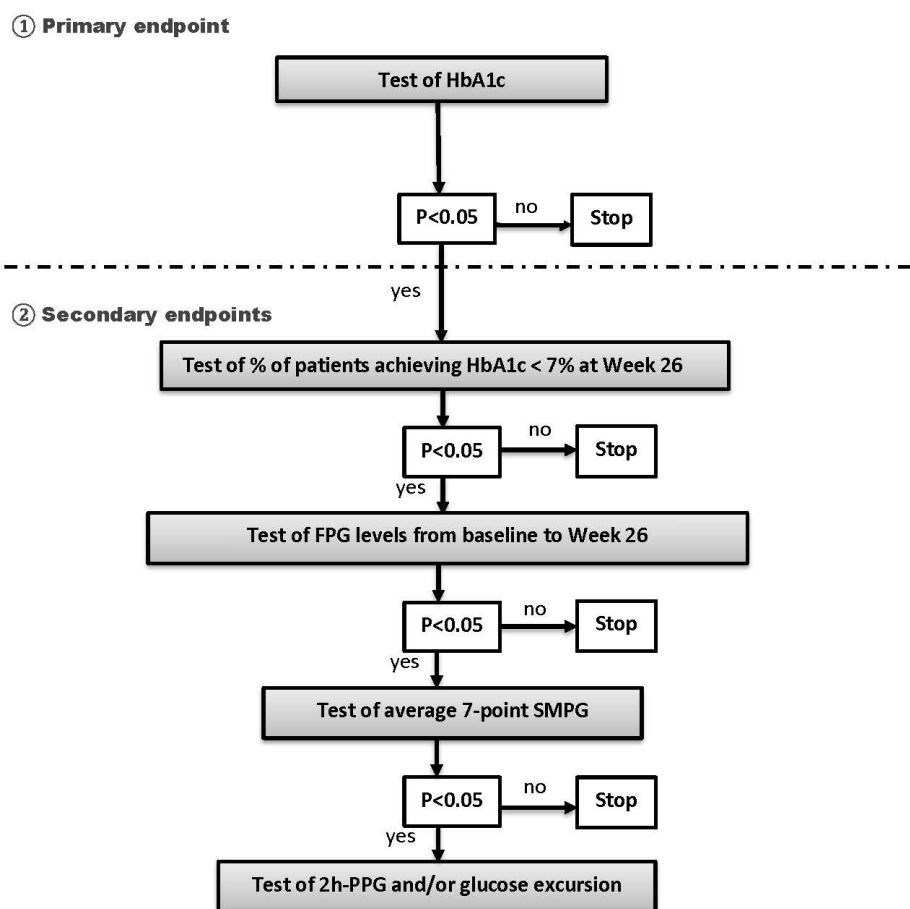 ① Primary endpoint
Test of HbA1c
P<0.05
no
Stop
yes
② Secondary endpoints
Test of % of patients achieving HbA1c < 7% at Week 26
P<0.05
no
Stop
yes
Test of FPG levels from baseline to Week 26
P<0.05
no
Stop
yes
Test of average 7-point SMPG
P<0.05
no
Stop
yes
Test of 2h-PPG and/or glucose excursion